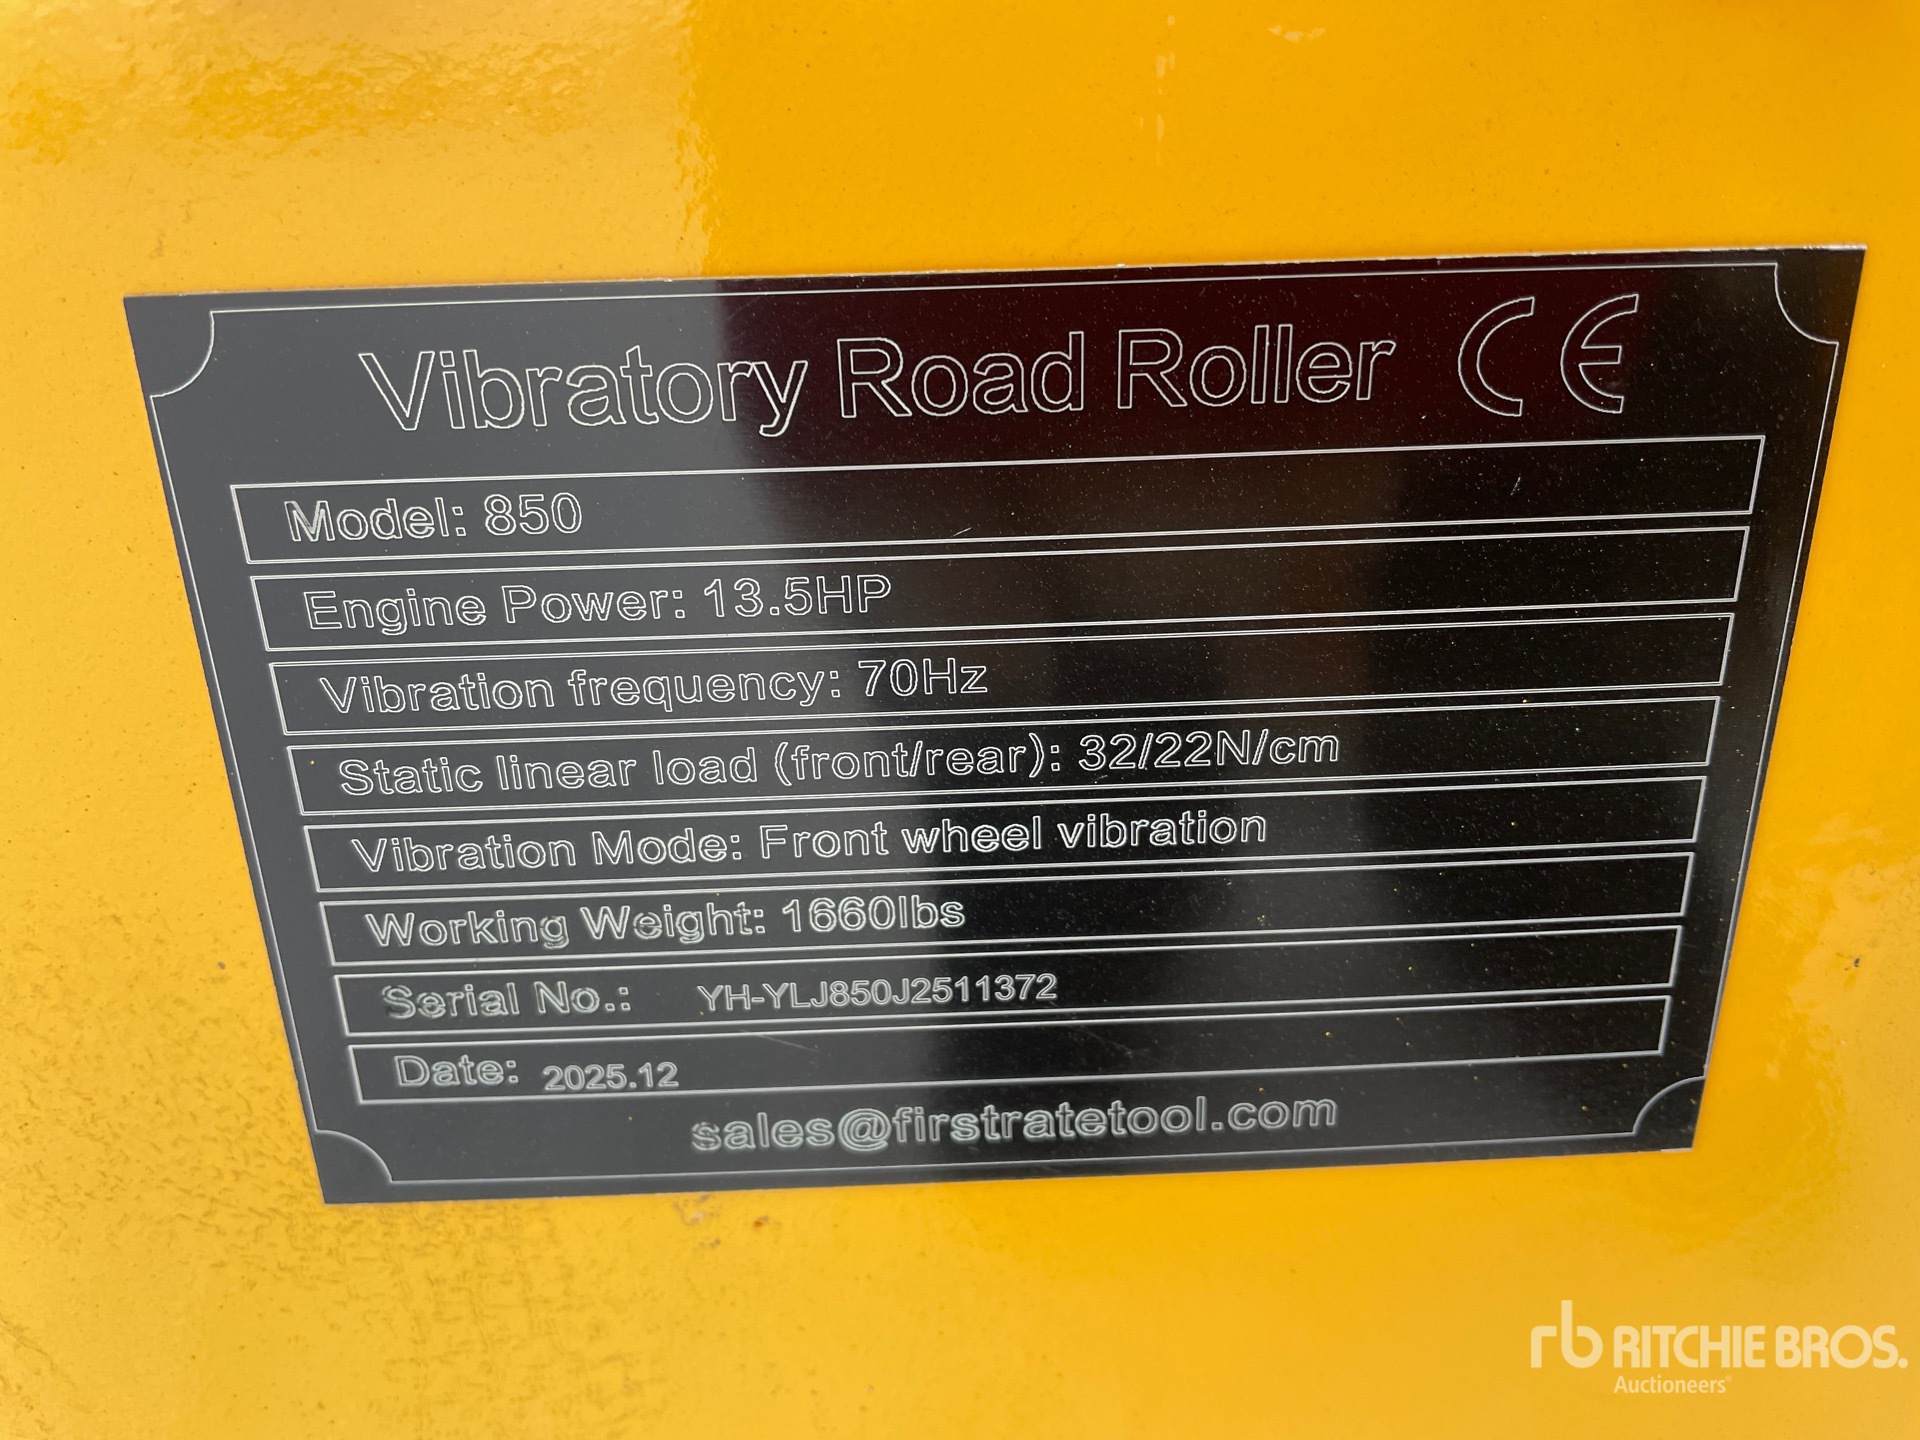 Vibratory Road Roller CE
Model: 850
Engine Power: 13.5HP
Vibration frequency: 70Hz
Static linear load (front/rear): 32/22N/cm
Vibration Mode: Front wheel vibration
Working Weight: 1660lbs
Serial No.: YH-YLJ850J2511372
Date: 2025.12
sales@firstratetool.com
rb RITCHIE BROS.
Auctioneers®